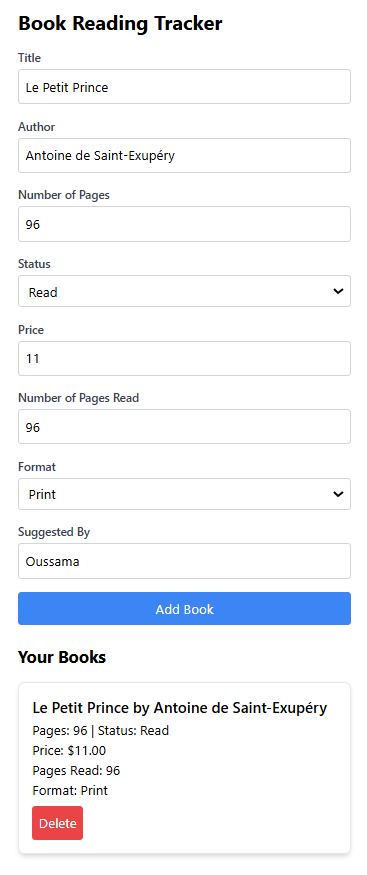 Book Reading Tracker
Title
Le Petit Prince
Author
Antoine de Saint-Exupéry
Number of Pages
96
Status
Read
Price
11
Number of Pages Read
96
Format
Print
Suggested By
Oussama
Add Book
Your Books
Le Petit Prince by Antoine de Saint-Exupéry
Pages: 96 | Status: Read
Price: $11.00
Pages Read: 96
Format: Print
Delete